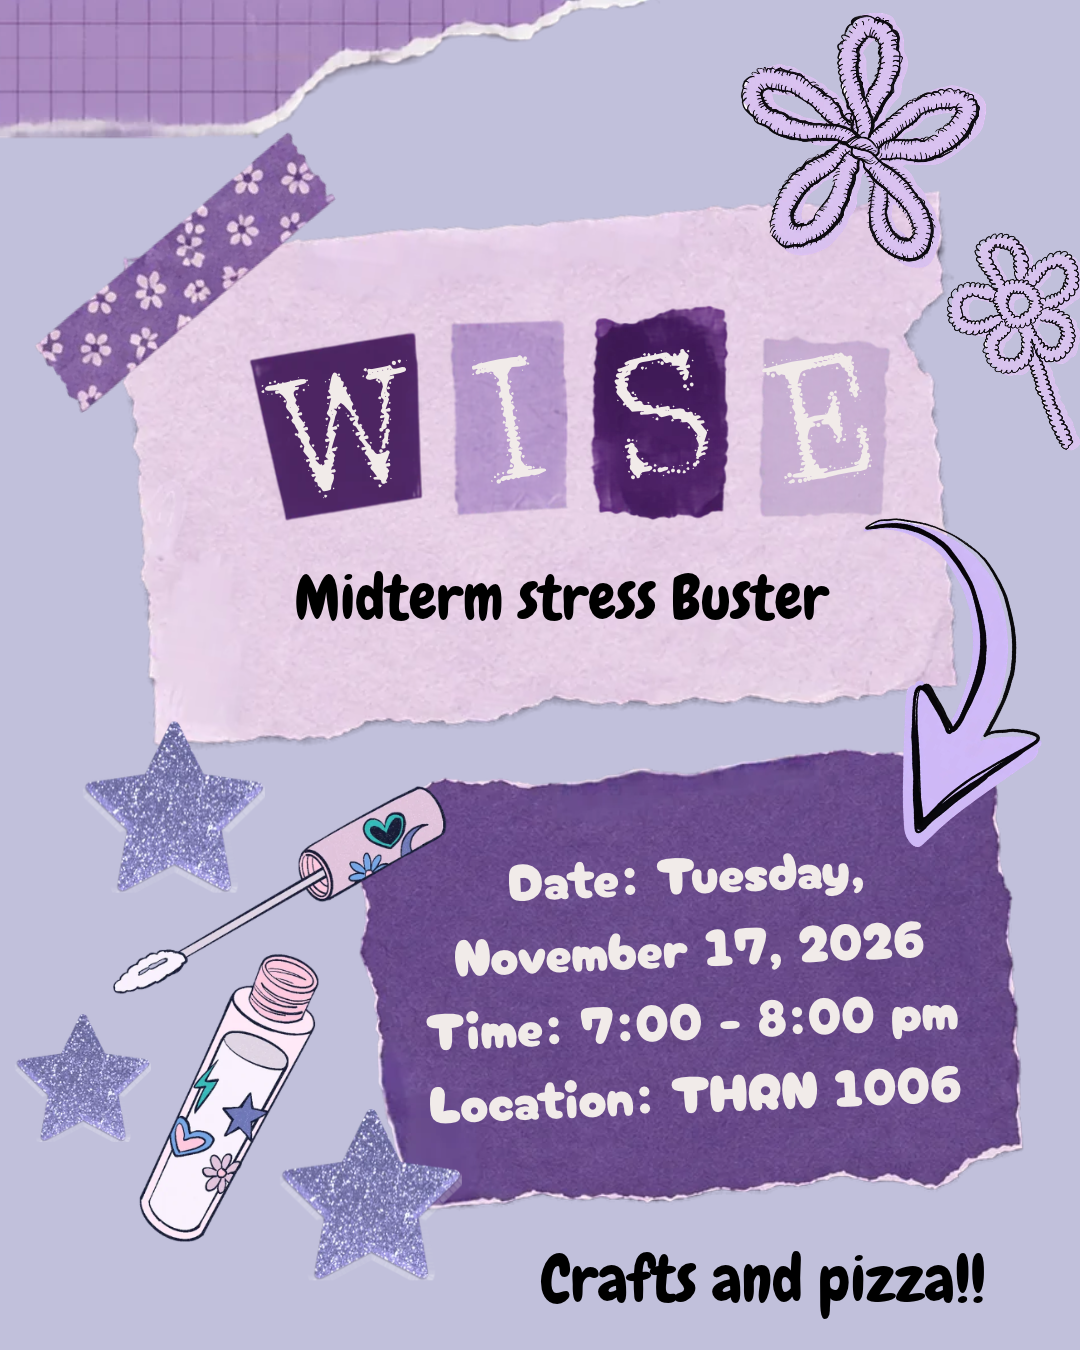 WISE
Midterm stress Buster
Date: Tuesday,
November 17, 2026
Time: 7:00 - 8:00 pm
Location: THRN 1006
Crafts and pizza!!